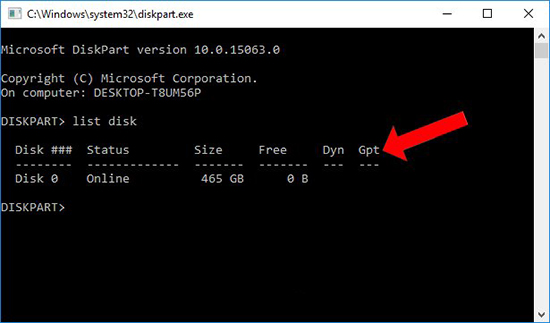 C:\Windows\system32\diskpart.exe
Microsoft DiskPart version 10.0.15063.0
Copyright (C) Microsoft Corporation.
On computer: DESKTOP-T8UM56P
DISKPART> list disk
  Disk ###  Status         Size     Free     Dyn  Gpt
  --------  -------------  -------  -------  ---  ---
  Disk 0    Online          465 GB      0 B
DISKPART>